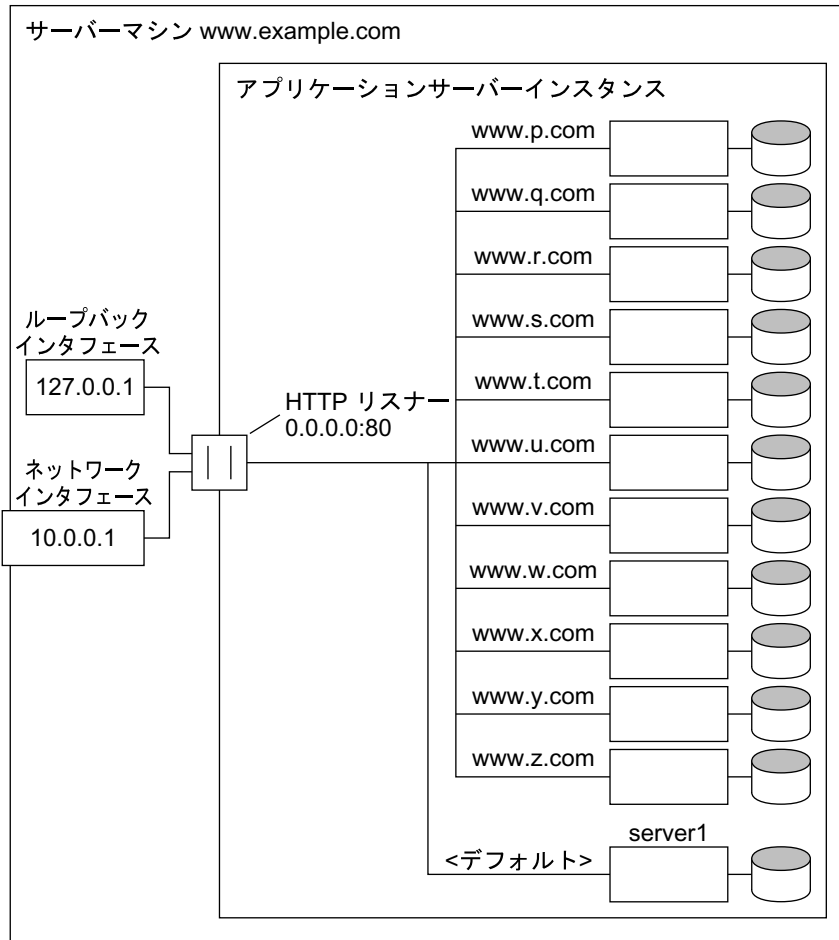 サーバーマシン www.example.com
アプリケーションサーバーインスタンス
www.p.com
www.q.com
www.r.com
www.s.com
www.t.com
www.u.com
www.v.com
www.w.com
www.x.com
www.y.com
www.z.com
ループバック
インタフェース
127.0.0.1
HTTP リスナー
0.0.0.0:80
ネットワーク
インタフェース
10.0.0.1
server1
<デフォルト>